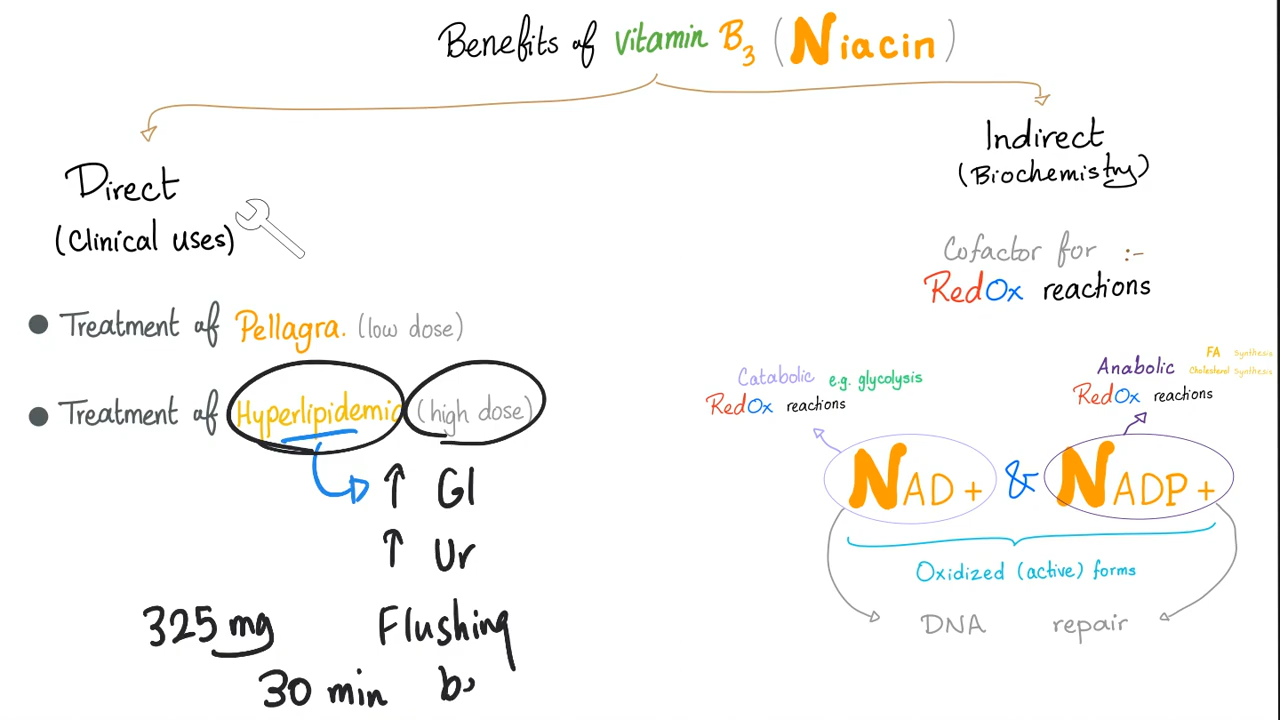 Benefits of Vitamin B3 (Niacin)
Direct
(Clinical uses)
● Treatment of Pellagra. (low dose)
● Treatment of Hyperlipidemia (high dose)
↑ Gl
↑ Ur
325 mg Flushing
30 min b
Indirect
(Biochemistry)
Cofactor for :-
RedOx reactions
Catabolic e.g. glycolysis
RedOx reactions
FA Synthesis
Cholesterol Synthesis
Anabolic
RedOx reactions
NAD+ & NADP+
Oxidized (active) forms
DNA repair